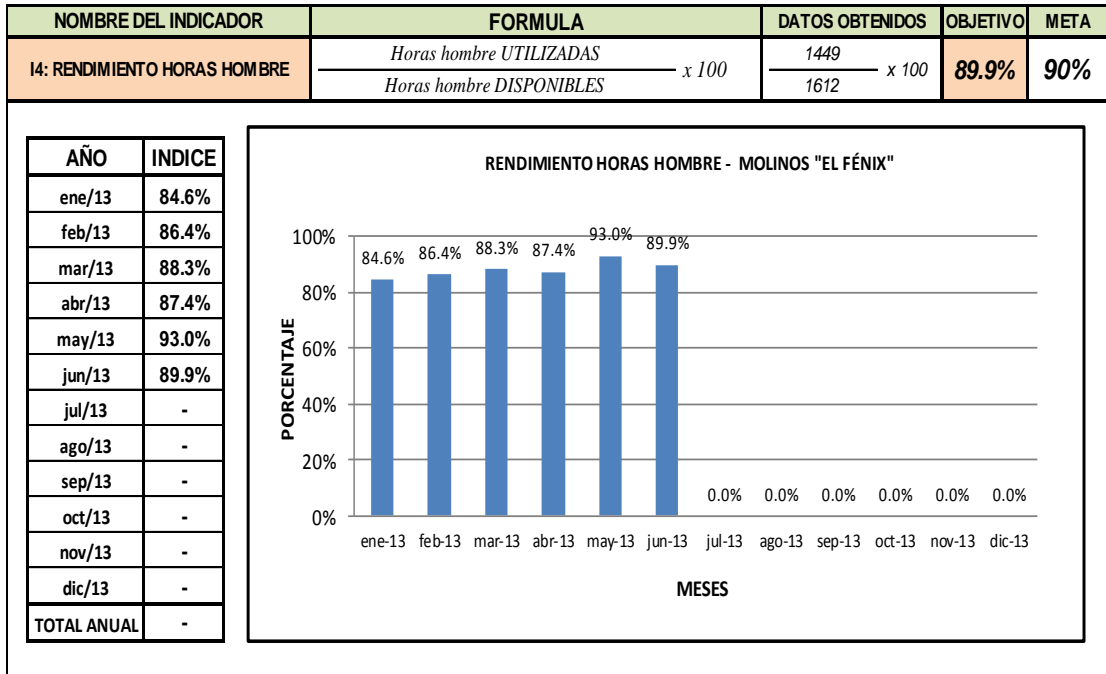 NOMBRE DEL INDICADOR FORMULA DATOS OBTENIDOS OBJETIVO META
I4: RENDIMIENTO HORAS HOMBRE
Horas hombre UTILIZADAS
Horas hombre DISPONIBLES
x 100
1449
1612
x 100
89.9%
90%
AÑO INDICE
ene/13 84.6%
feb/13 86.4%
mar/13 88.3%
abr/13 87.4%
may/13 93.0%
jun/13 89.9%
jul/13 -
ago/13 -
sep/13 -
oct/13 -
nov/13 -
dic/13 -
TOTAL ANUAL -
RENDIMIENTO HORAS HOMBRE - MOLINOS "EL FÉNIX"
PORCENTAJE
100%
80%
60%
40%
20%
0%
84.6% 86.4% 88.3% 87.4% 93.0% 89.9% 0.0% 0.0% 0.0% 0.0% 0.0% 0.0%
ene-13 feb-13 mar-13 abr-13 may-13 jun-13 jul-13 ago-13 sep-13 oct-13 nov-13 dic-13
MESES